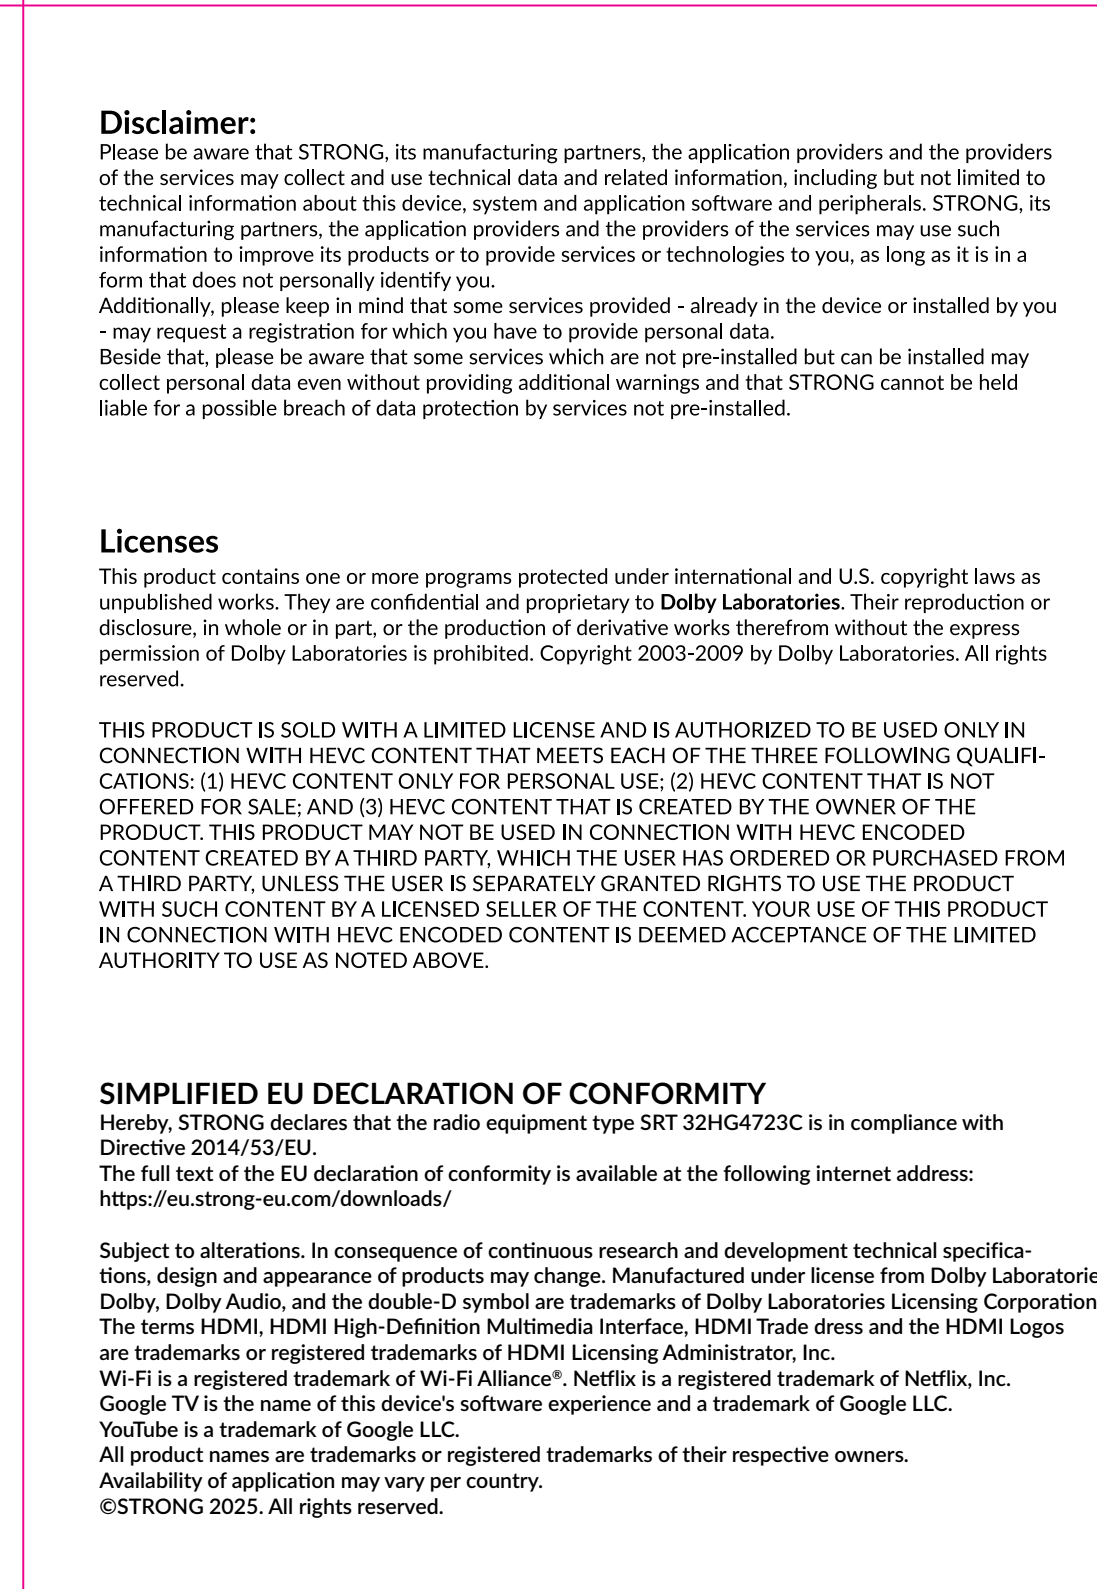 Disclaimer:
Please be aware that STRONG, its manufacturing partners, the application providers and the providers
of the services may collect and use technical data and related information, including but not limited to
technical information about this device, system and application software and peripherals. STRONG, its
manufacturing partners, the application providers and the providers of the services may use such
information to improve its products or to provide services or technologies to you, as long as it is in a
form that does not personally identify you.
Additionally, please keep in mind that some services provided - already in the device or installed by you
- may request a registration for which you have to provide personal data.
Beside that, please be aware that some services which are not pre-installed but can be installed may
collect personal data even without providing additional warnings and that STRONG cannot be held
liable for a possible breach of data protection by services not pre-installed.
Licenses
This product contains one or more programs protected under international and U.S. copyright laws as
unpublished works. They are confidential and proprietary to Dolby Laboratories. Their reproduction or
disclosure, in whole or in part, or the production of derivative works therefrom without the express
permission of Dolby Laboratories is prohibited. Copyright 2003-2009 by Dolby Laboratories. All rights
reserved.
THIS PRODUCT IS SOLD WITH A LIMITED LICENSE AND IS AUTHORIZED TO BE USED ONLY IN
CONNECTION WITH HEVC CONTENT THAT MEETS EACH OF THE THREE FOLLOWING QUALIFI-
CATIONS: (1) HEVC CONTENT ONLY FOR PERSONAL USE; (2) HEVC CONTENT THAT IS NOT
OFFERED FOR SALE; AND (3) HEVC CONTENT THAT IS CREATED BY THE OWNER OF THE
PRODUCT. THIS PRODUCT MAY NOT BE USED IN CONNECTION WITH HEVC ENCODED
CONTENT CREATED BY A THIRD PARTY, WHICH THE USER HAS ORDERED OR PURCHASED FROM
A THIRD PARTY, UNLESS THE USER IS SEPARATELY GRANTED RIGHTS TO USE THE PRODUCT
WITH SUCH CONTENT BY A LICENSED SELLER OF THE CONTENT. YOUR USE OF THIS PRODUCT
IN CONNECTION WITH HEVC ENCODED CONTENT IS DEEMED ACCEPTANCE OF THE LIMITED
AUTHORITY TO USE AS NOTED ABOVE.
SIMPLIFIED EU DECLARATION OF CONFORMITY
Hereby, STRONG declares that the radio equipment type SRT 32HG4723C is in compliance with
Directive 2014/53/EU.
The full text of the EU declaration of conformity is available at the following internet address:
https://eu.strong-eu.com/downloads/
Subject to alterations. In consequence of continuous research and development technical specifica-
tions, design and appearance of products may change. Manufactured under license from Dolby Laboratorie
Dolby, Dolby Audio, and the double-D symbol are trademarks of Dolby Laboratories Licensing Corporation
The terms HDMI, HDMI High-Definition Multimedia Interface, HDMI Trade dress and the HDMI Logos
are trademarks or registered trademarks of HDMI Licensing Administrator, Inc.
Wi-Fi is a registered trademark of Wi-Fi Alliance®. Netflix is a registered trademark of Netflix, Inc.
Google TV is the name of this device's software experience and a trademark of Google LLC.
YouTube is a trademark of Google LLC.
All product names are trademarks or registered trademarks of their respective owners.
Availability of application may vary per country.
©STRONG 2025. All rights reserved.